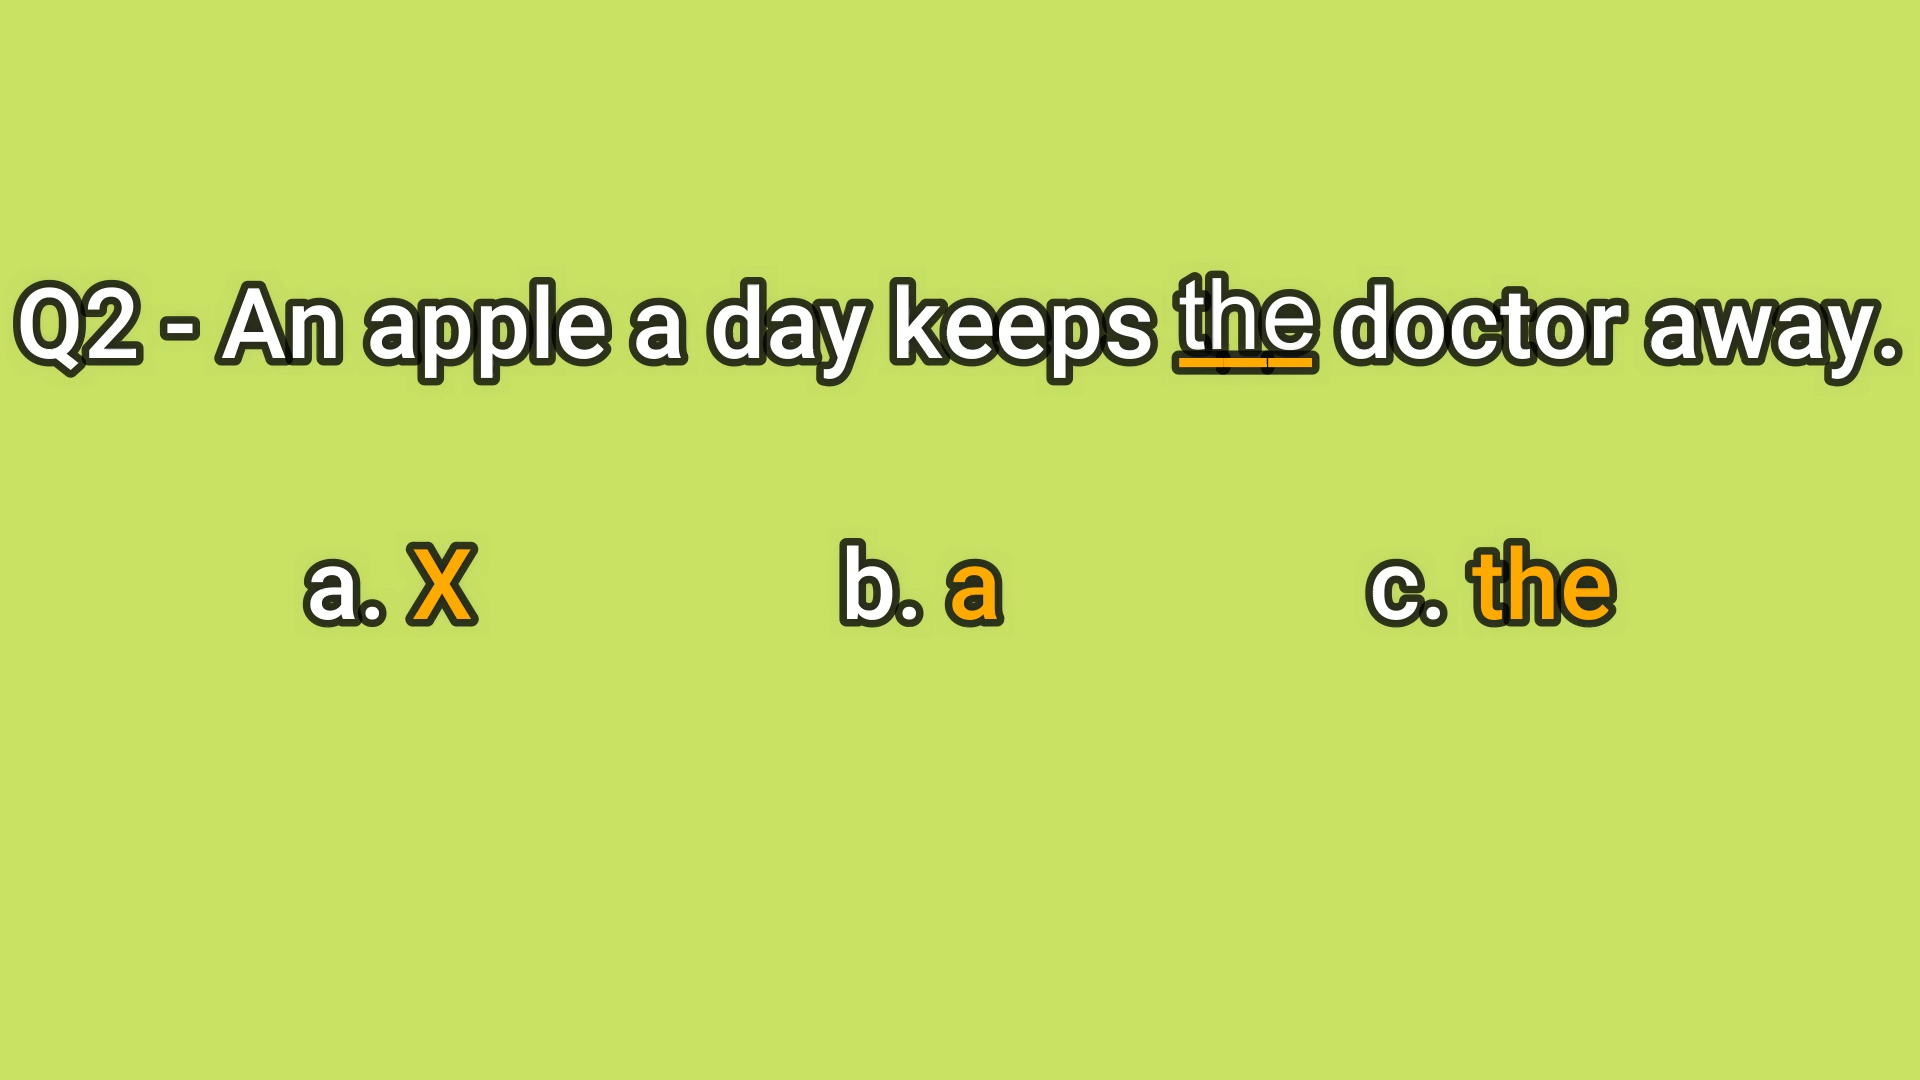 Q2 - An apple a day keeps the doctor away.
a. X b. a c. the